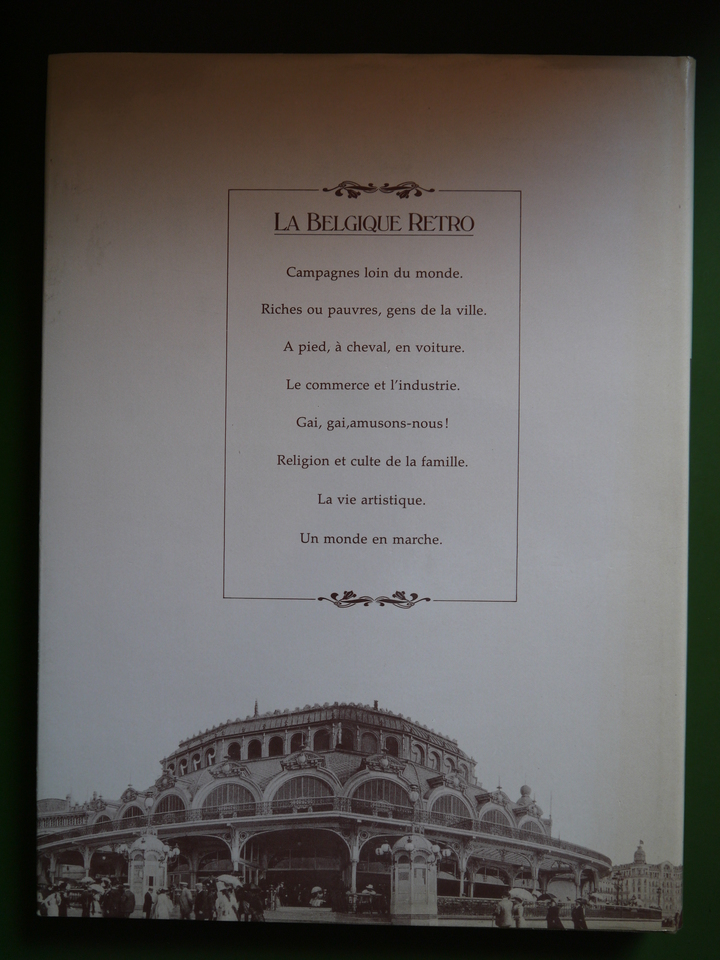 LA BELGIQUE RETRO
Campagnes loin du monde.
Riches ou pauvres, gens de la ville.
A pied, à cheval, en voiture.
Le commerce et l'industrie.
Gai, gai,amusons-nous!
Religion et culte de la famille.
La vie artistique.
Un monde en marche.